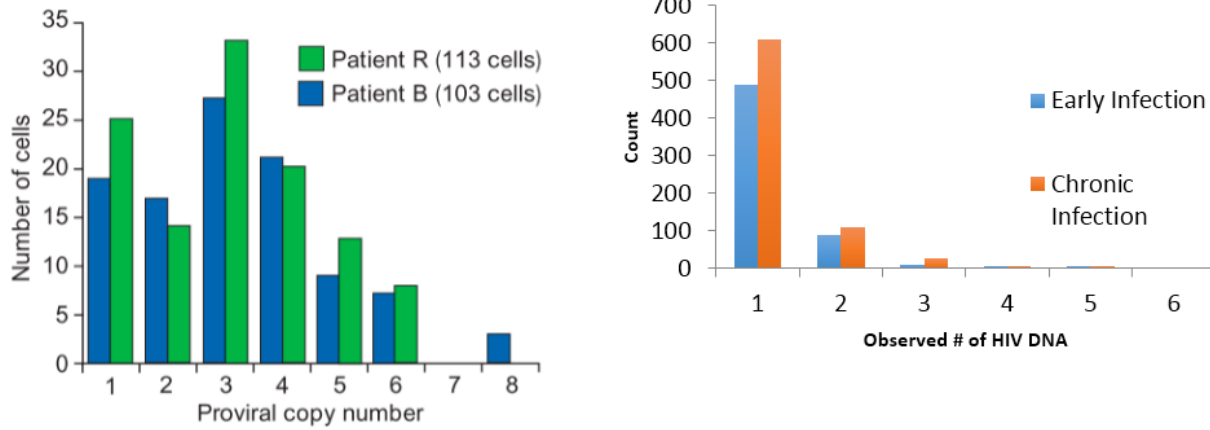 35
30
25
20
15
10
5
0
Number of cells
Patient R (113 cells)
Patient B (103 cells)
1 2 3 4 5 6 7 8
Proviral copy number
700
600
500
400
300
200
100
0
Count
Early Infection
Chronic
Infection
1 2 3 4 5 6
Observed # of HIV DNA